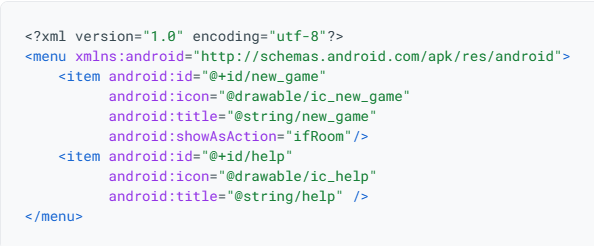 <?xml version="1.0" encoding="utf-8"?>
<menu xmlns:android="http://schemas.android.com/apk/res/android">
    <item android:id="@+id/new_game"
          android:icon="@drawable/ic_new_game"
          android:title="@string/new_game"
          android:showAsAction="ifRoom"/>
    <item android:id="@+id/help"
          android:icon="@drawable/ic_help"
          android:title="@string/help" />
</menu>